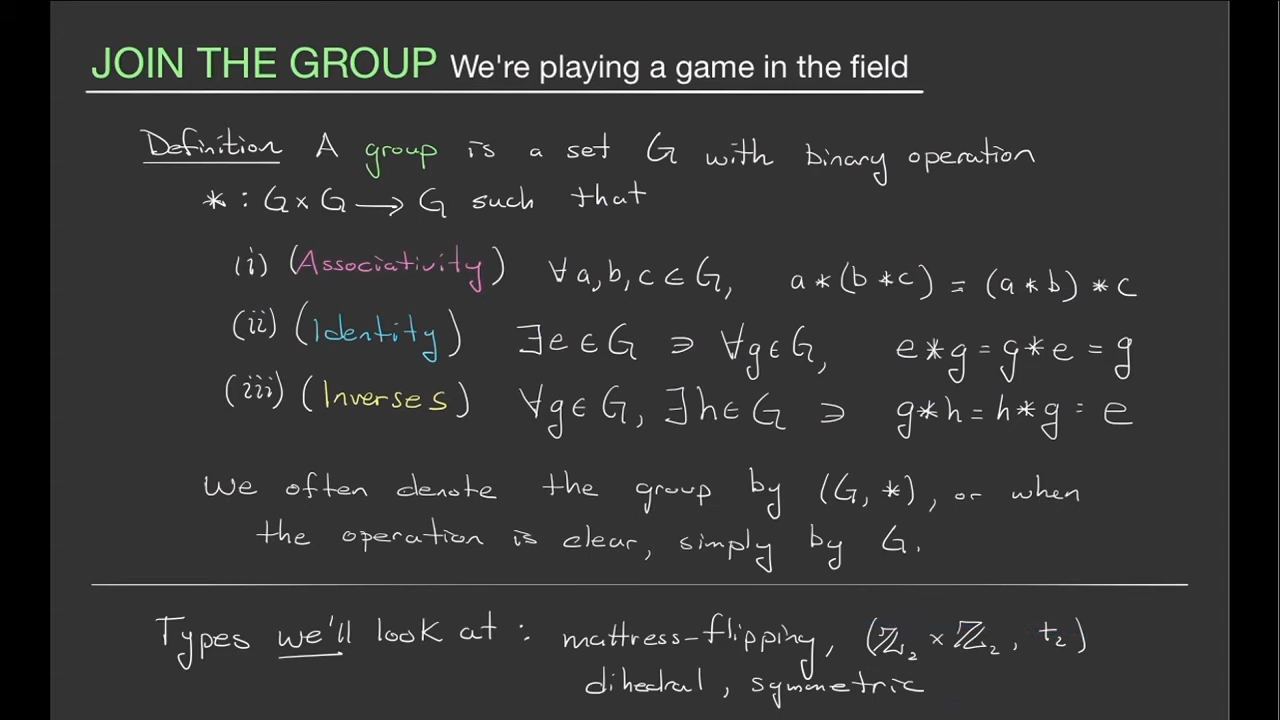 JOIN THE GROUP We're playing a game in the field
Definition A group is a set G with binary operation
* : G × G → G such that
(i) (Associativity) ∀a, b, c ∈ G, a * (b * c) = (a * b) * c
(ii) (Identity) ∃e ∈ G ∋ ∀g ∈ G, e * g = g * e = g
(iii) (Inverses) ∀g ∈ G, ∃h ∈ G ∋ g * h = h * g = e
We often denote the group by (G, *), or when
the operation is clear, simply by G.
Types we'll look at : mattress-flipping, (ℤ₂ × ℤ₂, +₂)
dihedral, symmetric